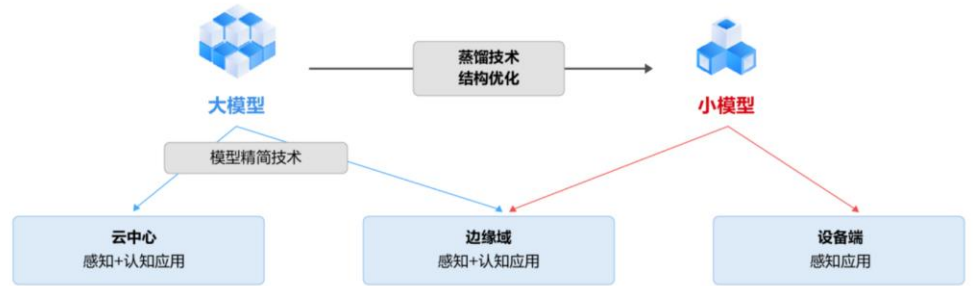 蒸馏技术
结构优化
大模型
小模型
模型精简技术
云中心
感知+认知应用
边缘域
感知+认知应用
设备端
感知应用